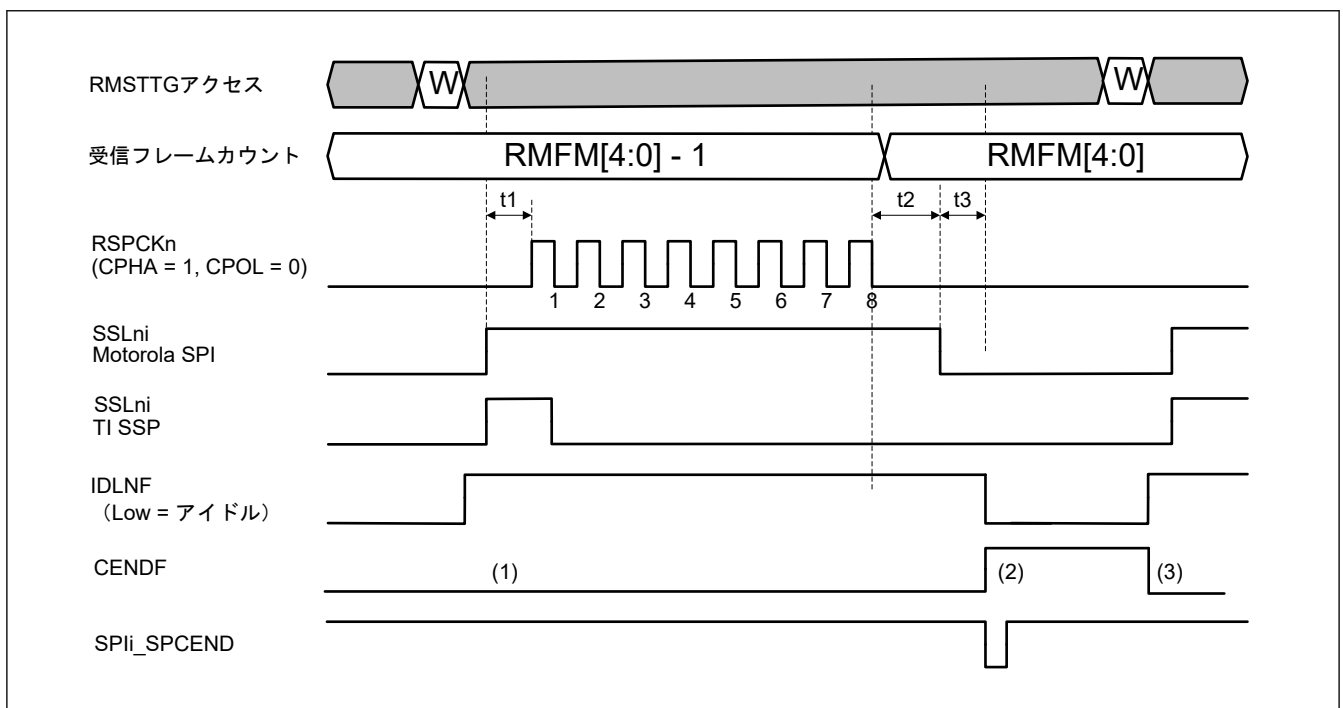 RMSTTGアクセス
W
W
受信フレームカウント
RMFM[4:0] - 1
RMFM[4:0]
t1
t2
t3
RSPCKn
(CPHA = 1, CPOL = 0)
1 2 3 4 5 6 7 8
SSLni
Motorola SPI
SSLni
TI SSP
IDLNF
（Low = アイドル）
CENDF
(1)
(2)
(3)
SPIi_SPCEND